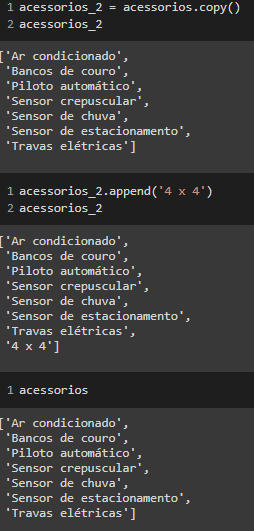 1 acessorios_2 = acessorios.copy()
2 acessorios_2
['Ar condicionado',
'Bancos de couro',
'Piloto automático',
'Sensor crepuscular',
'Sensor de chuva',
'Sensor de estacionamento',
'Travas elétricas']
1 acessorios_2.append('4 x 4')
2 acessorios_2
['Ar condicionado',
'Bancos de couro',
'Piloto automático',
'Sensor crepuscular',
'Sensor de chuva',
'Sensor de estacionamento',
'Travas elétricas',
'4 x 4']
1 acessorios
['Ar condicionado',
'Bancos de couro',
'Piloto automático',
'Sensor crepuscular',
'Sensor de chuva',
'Sensor de estacionamento',
'Travas elétricas']